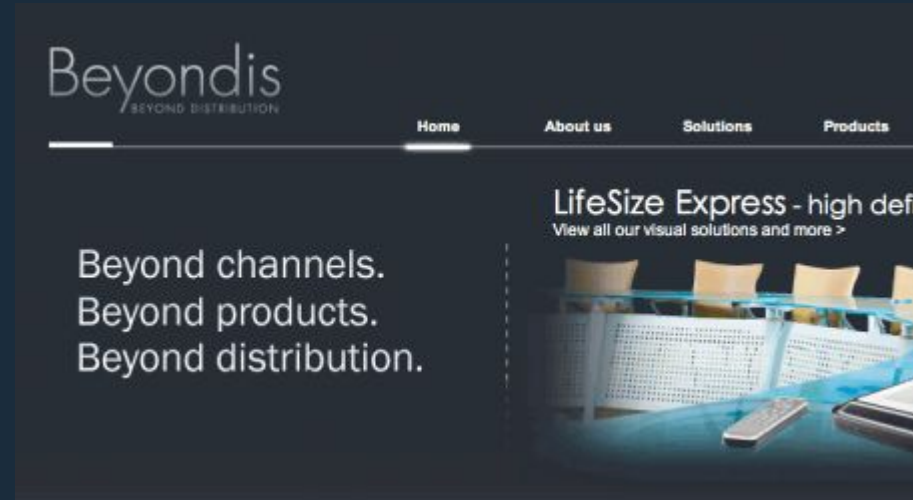 Beyondis
BEYOND DISTRIBUTION
Home About us Solutions Products
LifeSize Express - high def
View all our visual solutions and more >
Beyond channels.
Beyond products.
Beyond distribution.